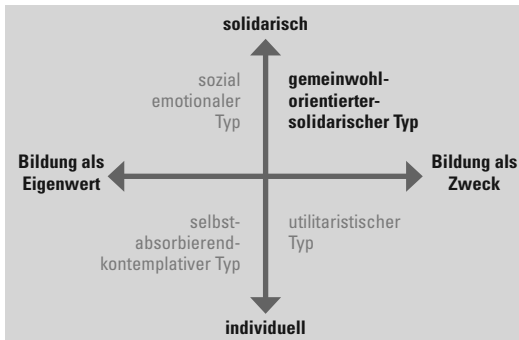 solidarisch
sozial
emotionaler
Typ
gemeinwohl-
orientierter-
solidarischer Typ
Bildung als
Eigenwert
Bildung als
Zweck
selbst-
absorbierend-
kontemplativer Typ
utilitaristischer
Typ
individuell